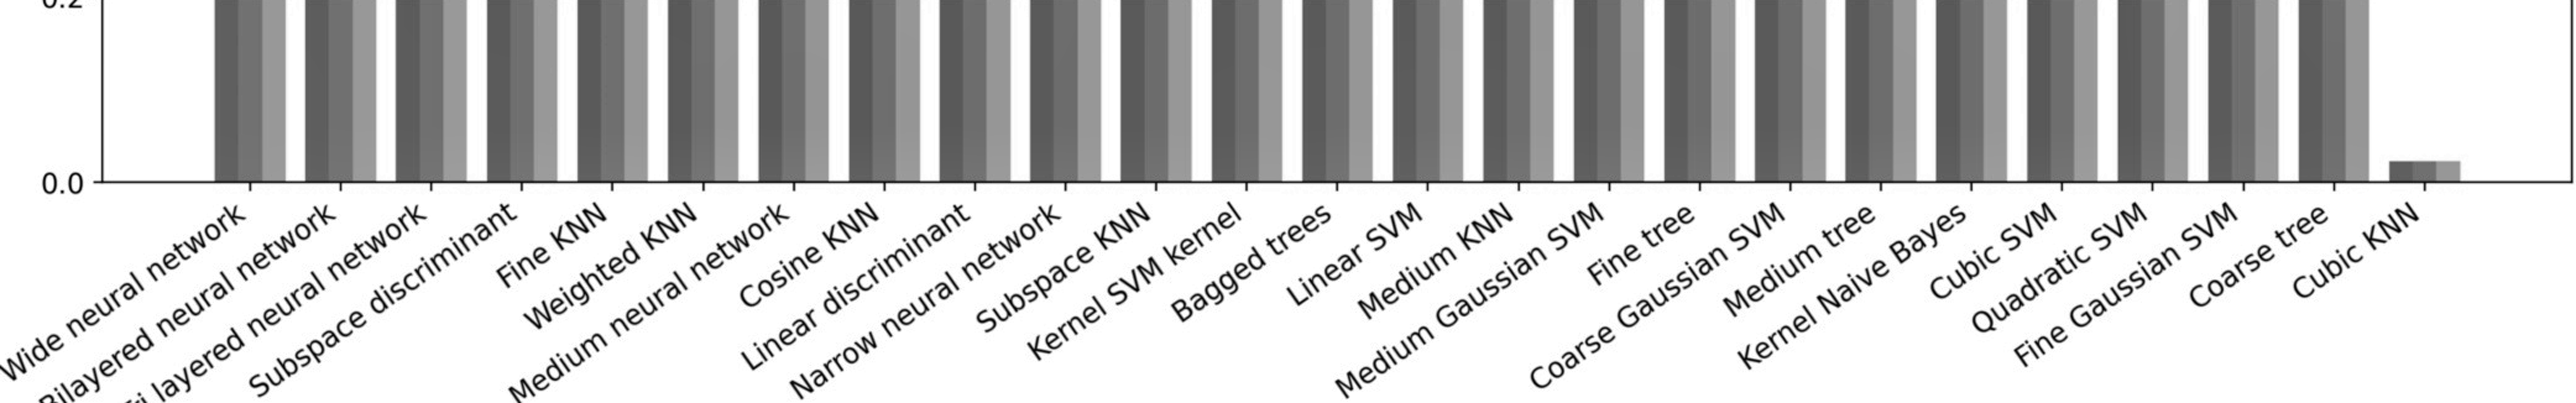 0.2
0.0
Wide neural network
Bilayered neural network
layered neural network
Subspace discriminant
Fine KNN
Weighted KNN
Medium neural network
Cosine KNN
Linear discriminant
Narrow neural network
Subspace KNN
Kernel SVM kernel
Bagged trees
Linear SVM
Medium KNN
Medium Gaussian SVM
Fine tree
Coarse Gaussian SVM
Medium tree
Kernel Naive Bayes
Cubic SVM
Quadratic SVM
Fine Gaussian SVM
Coarse tree
Cubic KNN